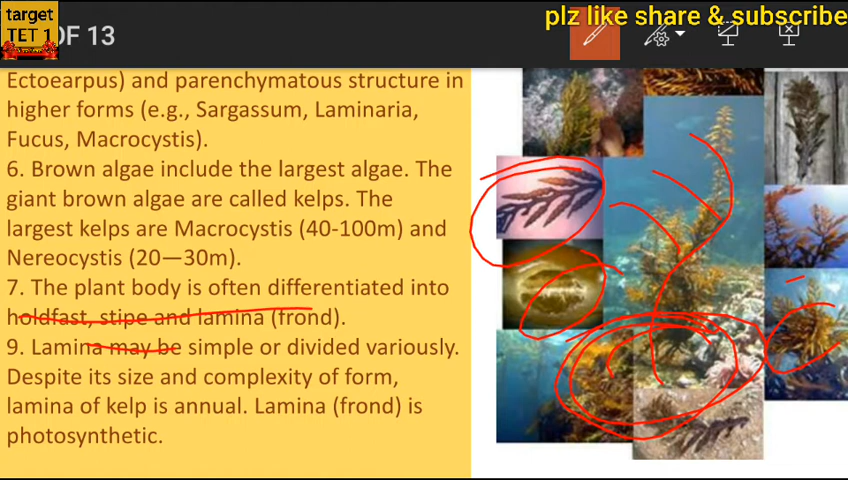 target
TET 1
OF 13
plz like share & subscribe
Ectoearpus) and parenchymatous structure in
higher forms (e.g., Sargassum, Laminaria,
Fucus, Macrocystis).
6. Brown algae include the largest algae. The
giant brown algae are called kelps. The
largest kelps are Macrocystis (40-100m) and
Nereocystis (20—30m).
7. The plant body is often differentiated into
holdfast, stipe and lamina (frond).
9. Lamina may be simple or divided variously.
Despite its size and complexity of form,
lamina of kelp is annual. Lamina (frond) is
photosynthetic.